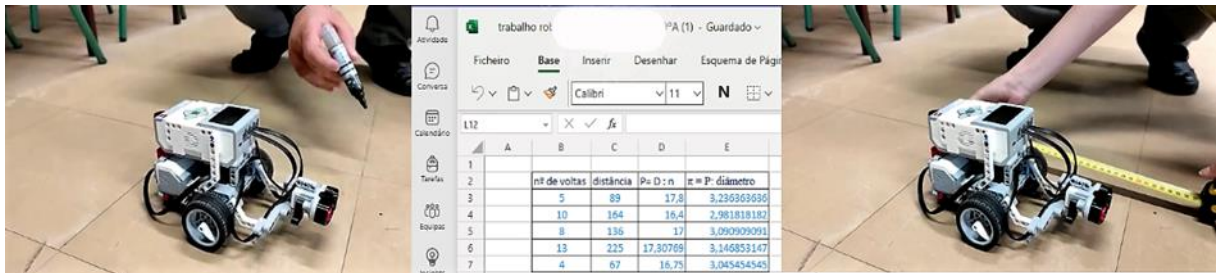 Atividade
Conversa
Calendário
Tarefas
Equipas
trabalho rob
ºA (1) - Guardado
Ficheiro Base Inserir Desenhar Esquema de Págin
Calibri 11 N
L12 fx
A B C D E
1
2 nº de voltas distância P= D : n π = P: diâmetro
3 5 89 17,8 3,236363636
4 10 164 16,4 2,981818182
5 8 136 17 3,090909091
6 13 225 17,30769 3,146853147
7 4 67 16,75 3,045454545